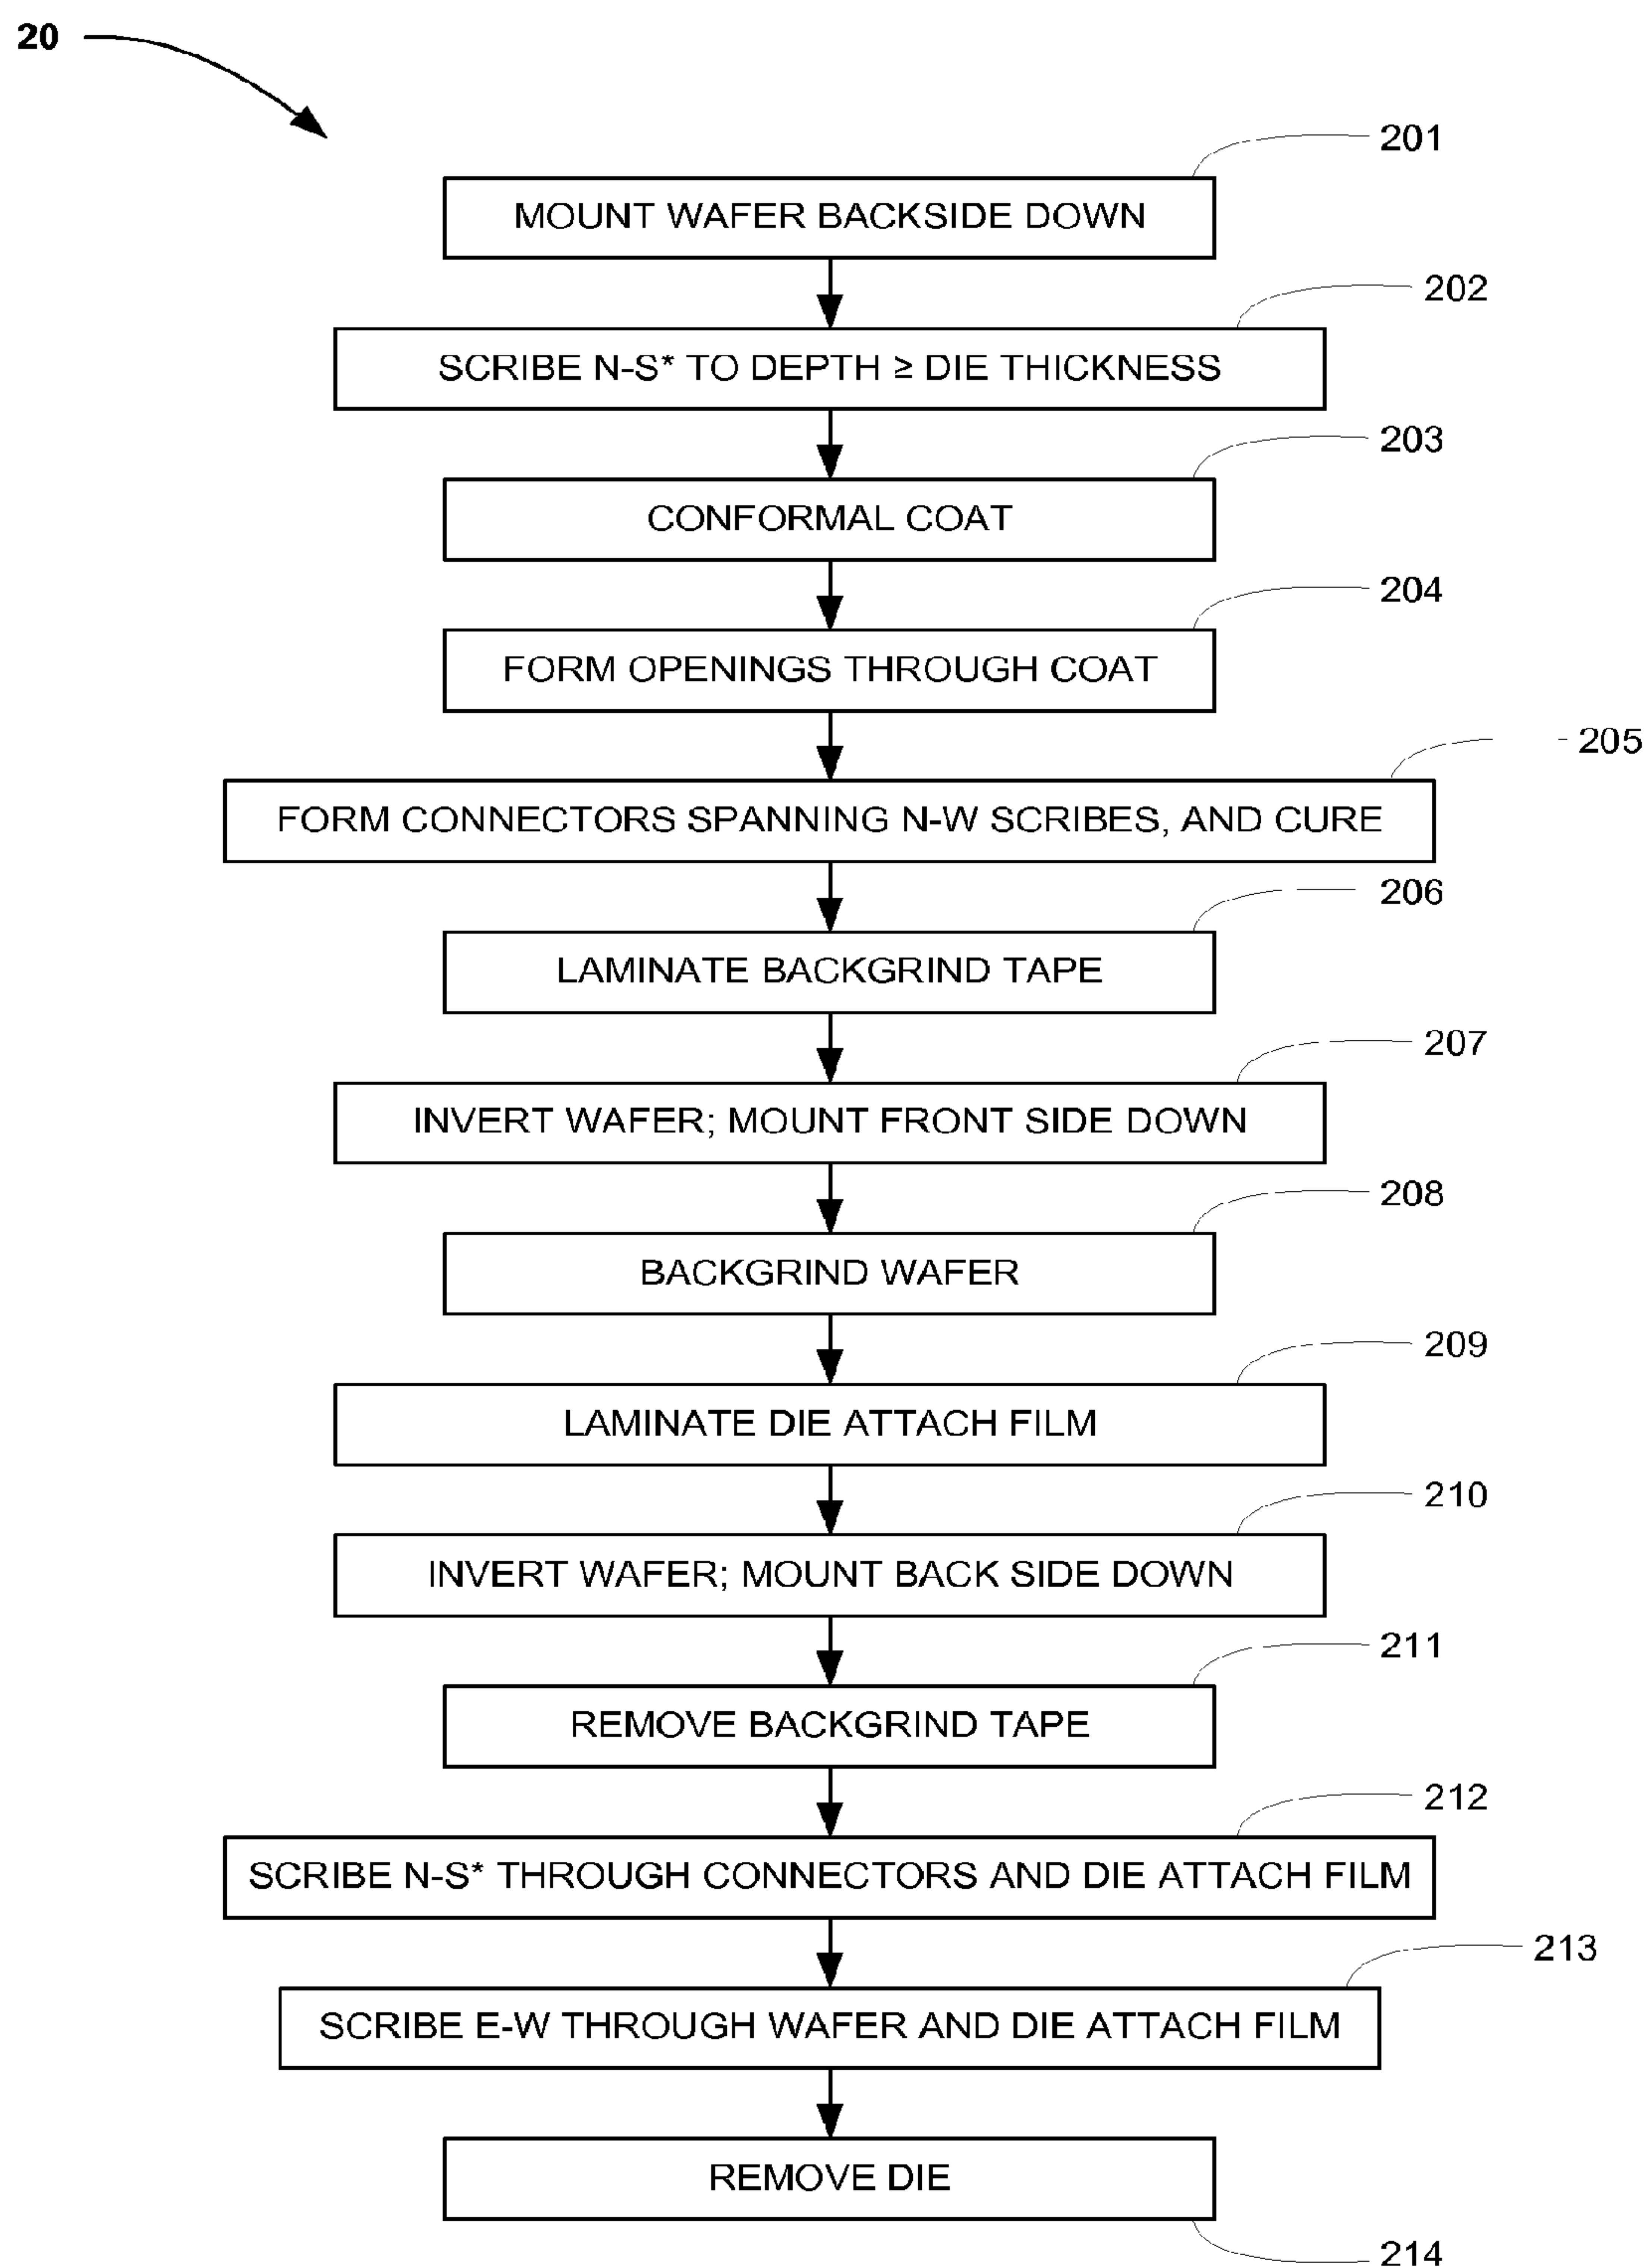 20
201
MOUNT WAFER BACKSIDE DOWN
202
SCRIBE N-S* TO DEPTH ≥ DIE THICKNESS
203
CONFORMAL COAT
204
FORM OPENINGS THROUGH COAT
205
FORM CONNECTORS SPANNING N-W SCRIBES, AND CURE
206
LAMINATE BACKGRIND TAPE
207
INVERT WAFER; MOUNT FRONT SIDE DOWN
208
BACKGRIND WAFER
209
LAMINATE DIE ATTACH FILM
210
INVERT WAFER; MOUNT BACK SIDE DOWN
211
REMOVE BACKGRIND TAPE
212
SCRIBE N-S* THROUGH CONNECTORS AND DIE ATTACH FILM
213
SCRIBE E-W THROUGH WAFER AND DIE ATTACH FILM
REMOVE DIE
214